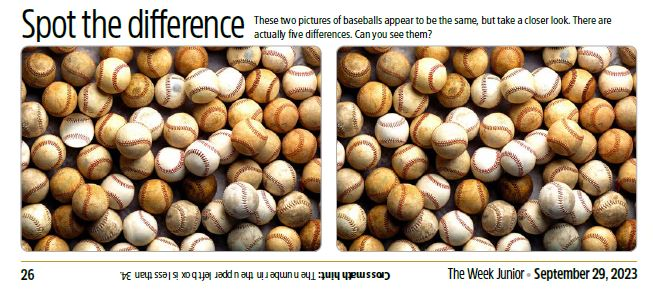 Spot the difference
These two pictures of baseballs appear to be the same, but take a closer look. There are
actually five differences. Can you see them?
26
Crossmath hint: The number in the upper left box is less than 34.
The Week Junior • September 29, 2023